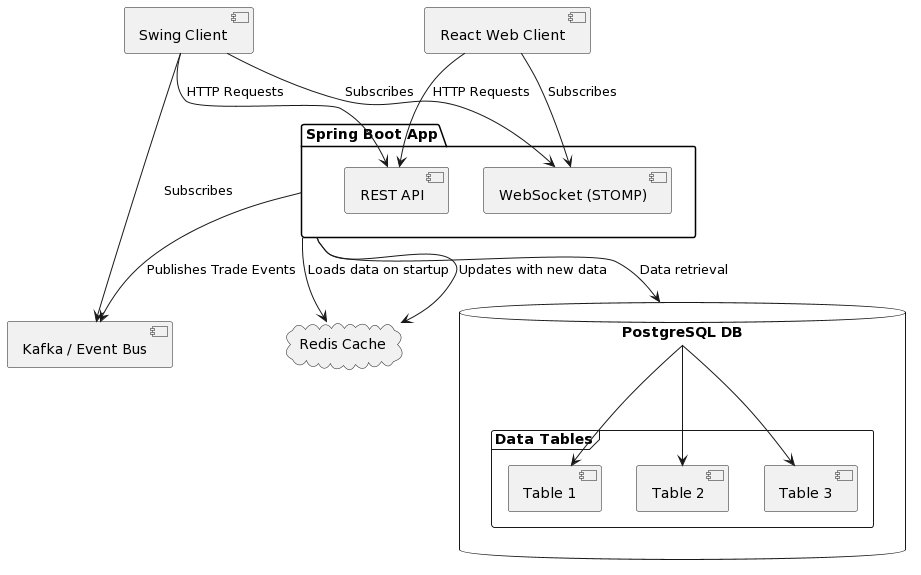 Swing Client
React Web Client
HTTP Requests
Subscribes
HTTP Requests
Subscribes
Spring Boot App
REST API
WebSocket (STOMP)
Subscribes
Publishes Trade Events
Loads data on startup
Updates with new data
Data retrieval
Kafka / Event Bus
Redis Cache
PostgreSQL DB
Data Tables
Table 1
Table 2
Table 3